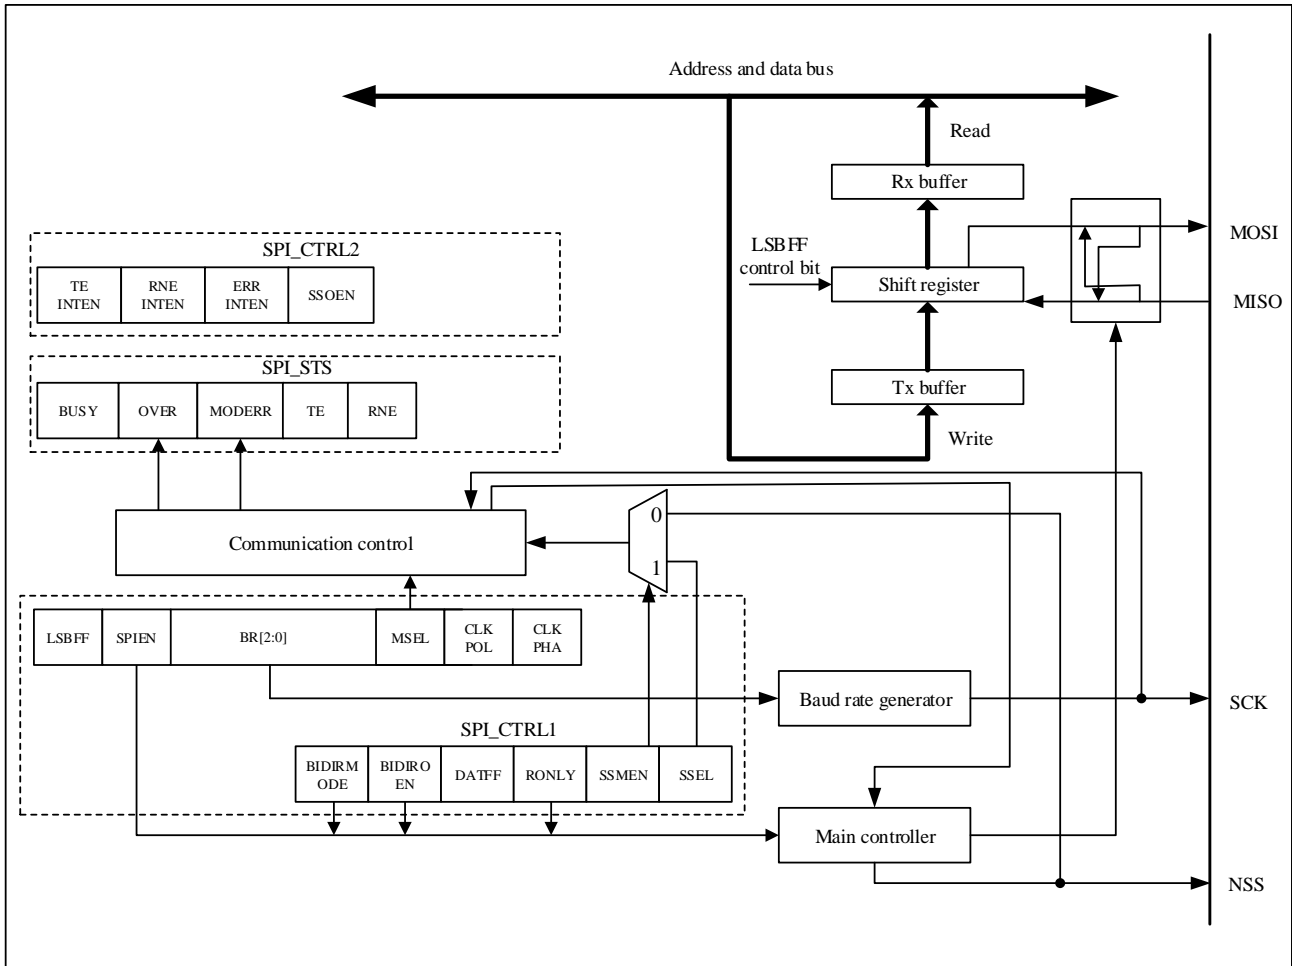 Address and data bus
Read
Rx buffer
MOSI
SPI_CTRL2
LSBFF
control bit
TE
INTEN
RNE
INTEN
ERR
INTEN
SSOEN
Shift register
MISO
SPI_STS
BUSY
OVER
MODERR
TE
RNE
Tx buffer
Write
Communication control
0
1
LSBFF
SPIEN
BR[2:0]
MSEL
CLK
POL
CLK
PHA
Baud rate generator
SCK
SPI_CTRL1
BIDIRM
ODE
BIDIRO
EN
DATFF
RONLY
SSMEN
SSEL
Main controller
NSS